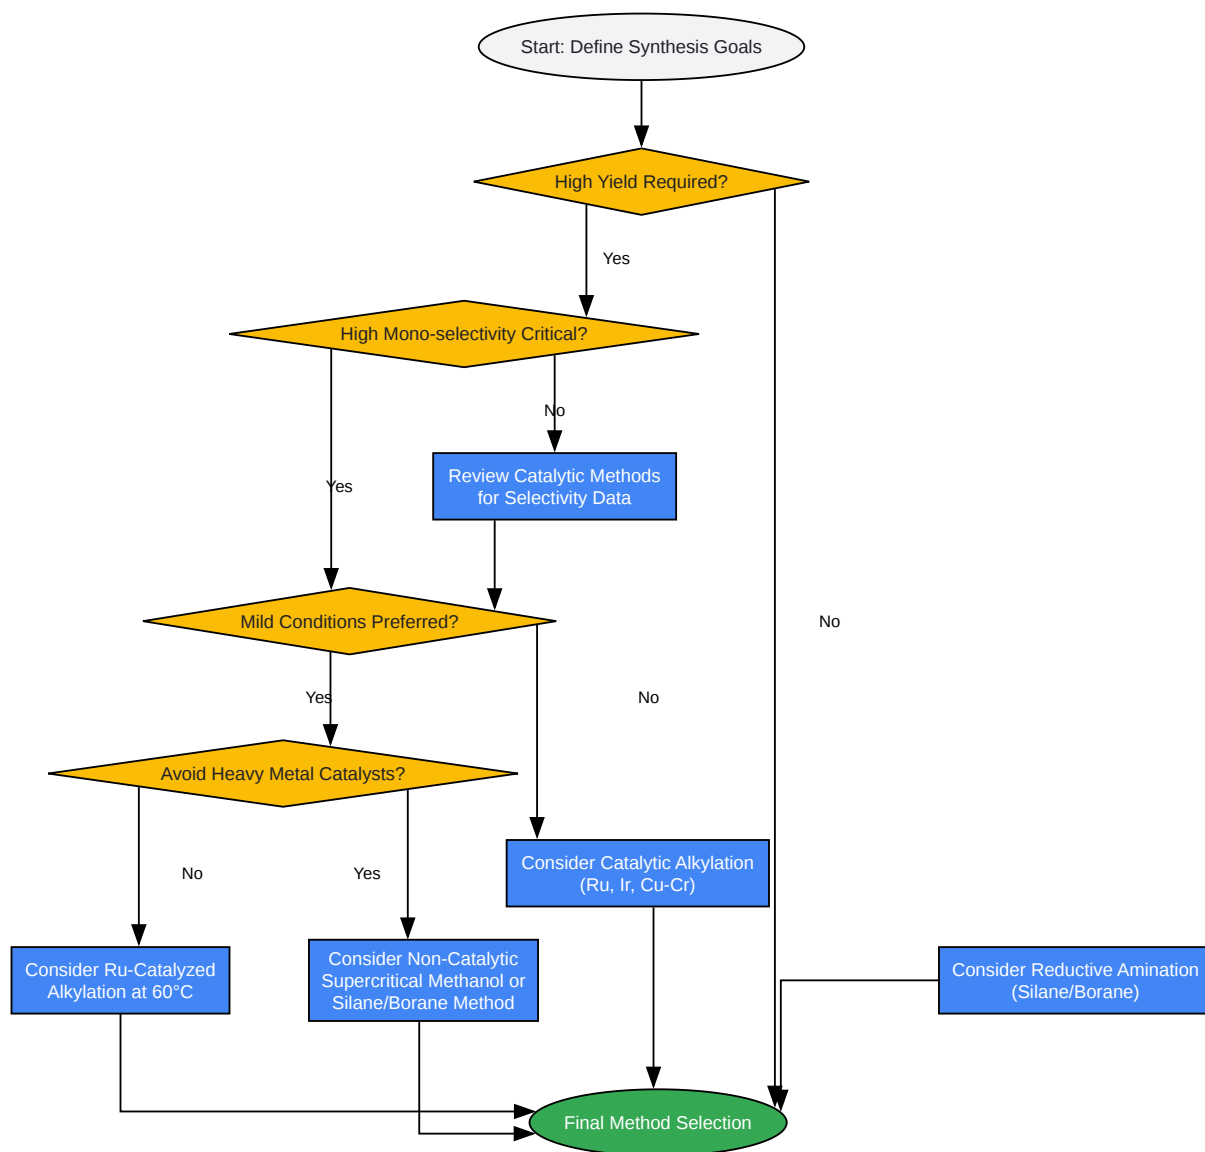 Start: Define Synthesis Goals
High Yield Required?
Yes
High Mono-selectivity Critical?
No
Review Catalytic Methods
for Selectivity Data
Yes
Mild Conditions Preferred?
No
Yes
No
Avoid Heavy Metal Catalysts?
Consider Catalytic Alkylation
(Ru, Ir, Cu-Cr)
No
Yes
Consider Ru-Catalyzed
Alkylation at 60°C
Consider Non-Catalytic
Supercritical Methanol or
Silane/Borane Method
Consider Reductive Amination
(Silane/Borane)
Final Method Selection